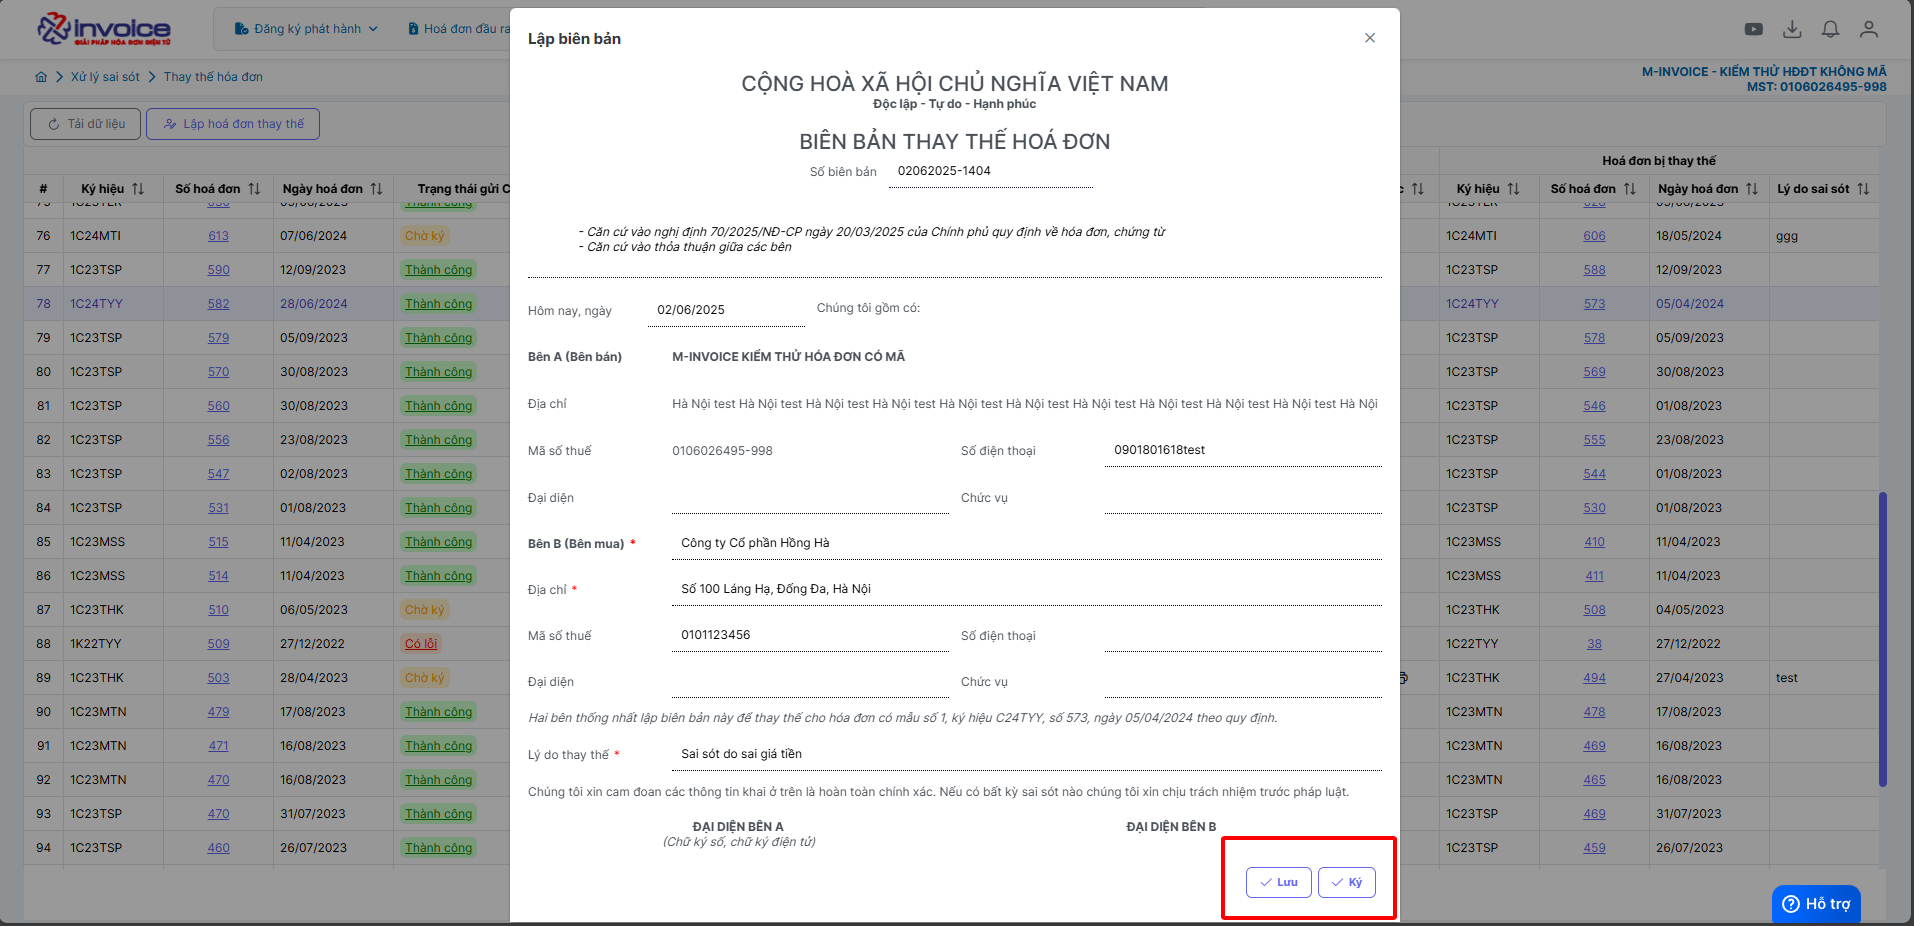 invoice
GIẢI PHÁP HÓA ĐƠN ĐIỆN TỬ
Đăng ký phát hành
Hoá đơn đầu ra
Xử lý sai sót
Thay thế hóa đơn
M-INVOICE - KIỂM THỬ HĐĐT KHÔNG MÃ
MST: 0106026495-998
Tải dữ liệu
Lập hoá đơn thay thế
Lập biên bản
CỘNG HOÀ XÃ HỘI CHỦ NGHĨA VIỆT NAM
Độc lập - Tự do - Hạnh phúc
BIÊN BẢN THAY THẾ HOÁ ĐƠN
Số biên bản 02062025-1404
- Căn cứ vào nghị định 70/2025/NĐ-CP ngày 20/03/2025 của Chính phủ quy định về hóa đơn, chứng từ
- Căn cứ vào thỏa thuận giữa các bên
Hôm nay, ngày 02/06/2025 Chúng tôi gồm có:
Bên A (Bên bán) M-INVOICE KIỂM THỬ HÓA ĐƠN CÓ MÃ
Địa chỉ Hà Nội test Hà Nội test Hà Nội test Hà Nội test Hà Nội test Hà Nội test Hà Nội test Hà Nội test Hà Nội test Hà Nội test Hà Nội
Mã số thuế 0106026495-998 Số điện thoại 0901801618test
Đại diện Chức vụ
Bên B (Bên mua) * Công ty Cổ phần Hồng Hà
Địa chỉ * Số 100 Láng Hạ, Đống Đa, Hà Nội
Mã số thuế 0101123456 Số điện thoại
Đại diện Chức vụ
Hai bên thống nhất lập biên bản này để thay thế cho hóa đơn có mẫu số 1, ký hiệu C24TYY, số 573, ngày 05/04/2024 theo quy định.
Lý do thay thế * Sai sót do sai giá tiền
Chúng tôi xin cam đoan các thông tin khai ở trên là hoàn toàn chính xác. Nếu có bất kỳ sai sót nào chúng tôi xin chịu trách nhiệm trước pháp luật.
ĐẠI DIỆN BÊN A ĐẠI DIỆN BÊN B
(Chữ ký số, chữ ký điện tử)
Lưu Ký
# Ký hiệu Số hoá đơn Ngày hoá đơn Trạng thái gửi C
76 1C24MTI 613 07/06/2024 Chờ ký
77 1C23TSP 590 12/09/2023 Thành công
78 1C24TYY 582 28/06/2024 Thành công
79 1C23TSP 579 05/09/2023 Thành công
80 1C23TSP 570 30/08/2023 Thành công
81 1C23TSP 560 30/08/2023 Thành công
82 1C23TSP 556 23/08/2023 Thành công
83 1C23TSP 547 02/08/2023 Thành công
84 1C23TSP 531 01/08/2023 Thành công
85 1C23MSS 515 11/04/2023 Thành công
86 1C23MSS 514 11/04/2023 Thành công
87 1C23THK 510 06/05/2023 Chờ ký
88 1K22TYY 509 27/12/2022 Có lỗi
89 1C23THK 503 28/04/2023 Chờ ký
90 1C23MTN 479 17/08/2023 Thành công
91 1C23MTN 471 16/08/2023 Thành công
92 1C23MTN 470 16/08/2023 Thành công
93 1C23TSP 470 31/07/2023 Thành công
94 1C23TSP 460 26/07/2023 Thành công
Hoá đơn bị thay thế
Ký hiệu Số hoá đơn Ngày hoá đơn Lý do sai sót
1C24MTI 606 18/05/2024 ggg
1C23TSP 588 12/09/2023
1C24TYY 573 05/04/2024
1C23TSP 578 05/09/2023
1C23TSP 569 30/08/2023
1C23TSP 546 01/08/2023
1C23TSP 555 23/08/2023
1C23TSP 544 01/08/2023
1C23TSP 530 01/08/2023
1C23MSS 410 11/04/2023
1C23MSS 411 11/04/2023
1C23THK 508 04/05/2023
1C22TYY 38 27/12/2022
1C23THK 494 27/04/2023 test
1C23MTN 478 17/08/2023
1C23MTN 469 16/08/2023
1C23MTN 465 16/08/2023
1C23TSP 469 31/07/2023
1C23TSP 459 26/07/2023
Hỗ trợ